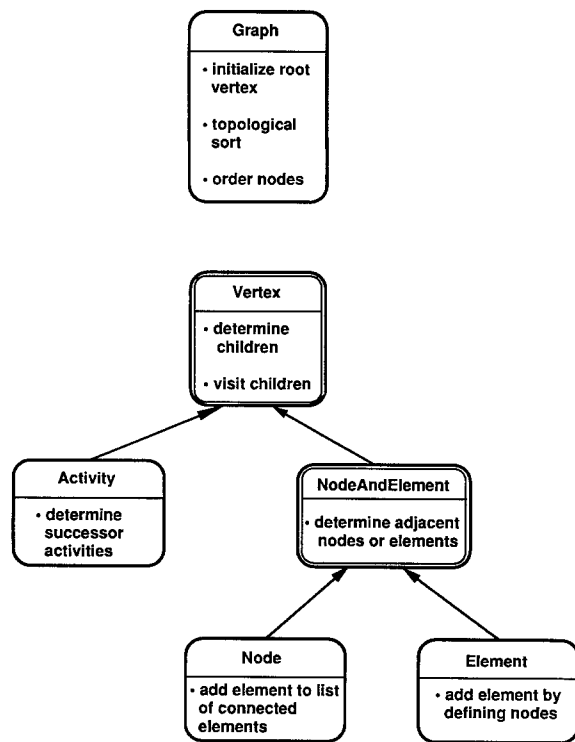 Graph
• initialize root
vertex
• topological
sort
• order nodes
Vertex
• determine
children
• visit children
Activity
• determine
successor
activities
NodeAndElement
• determine adjacent
nodes or elements
Node
• add element to list
of connected
elements
Element
• add element by
defining nodes